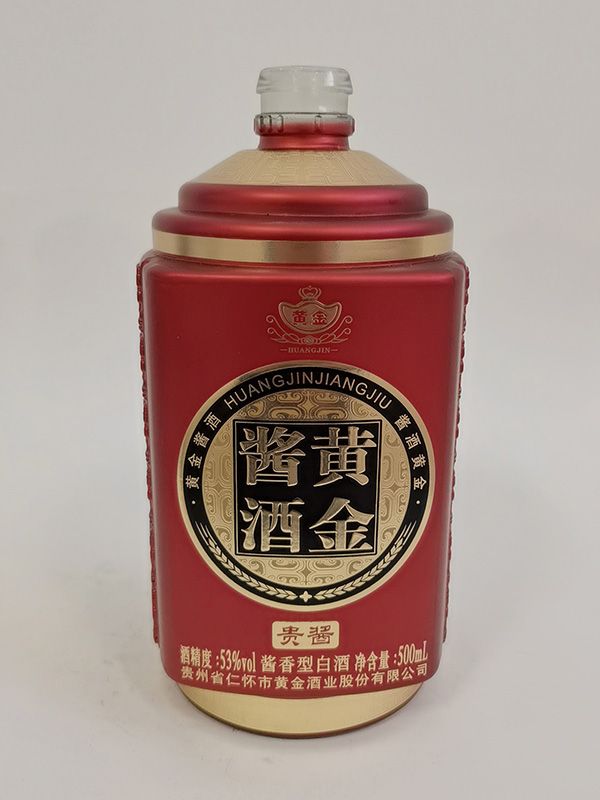 黄金
HUANGJIN
·黄金酱酒 HUANGJINJIANGJIU 酱酒黄金·
黄金
酱酒
贵酱
酒精度:53%vol 酱香型白酒 净含量:500mL
贵州省仁怀市黄金酒业股份有限公司